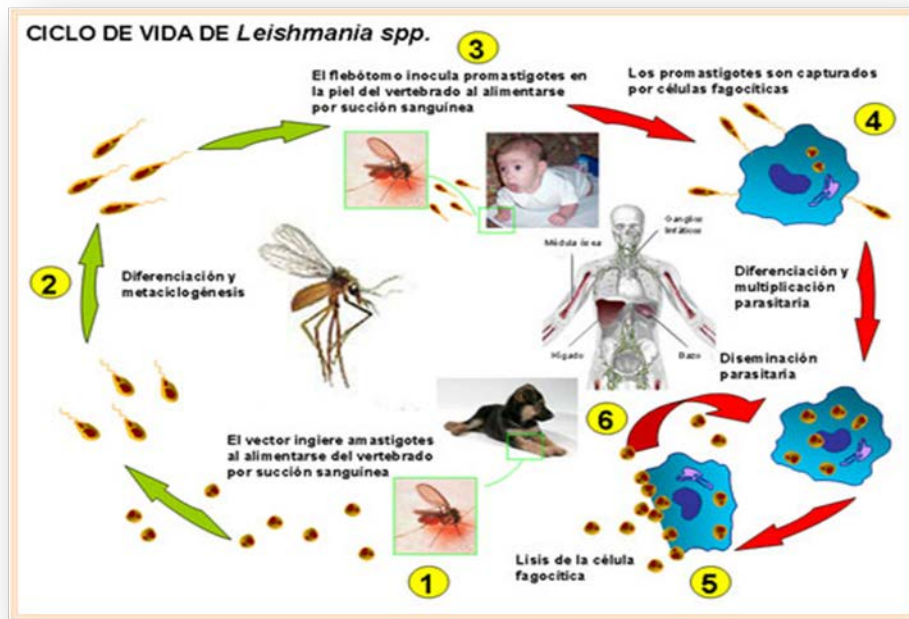 CICLO DE VIDA DE Leishmania spp.
3
El flebótomo inocula promastigotes en
la piel del vertebrado al alimentarse
por succión sanguínea
Los promastigotes son capturados
por células fagocíticas
4
2
Diferenciación y
metaciclogénesis
Médula ósea
Ganglios
linfáticos
Hígado
Bazo
Diferenciación y
multiplicación
parasitaria
Diseminación
parasitaria
6
El vector ingiere amastigotes
al alimentarse del vertebrado
por succión sanguínea
1
Lisis de la célula
fagocítica
5